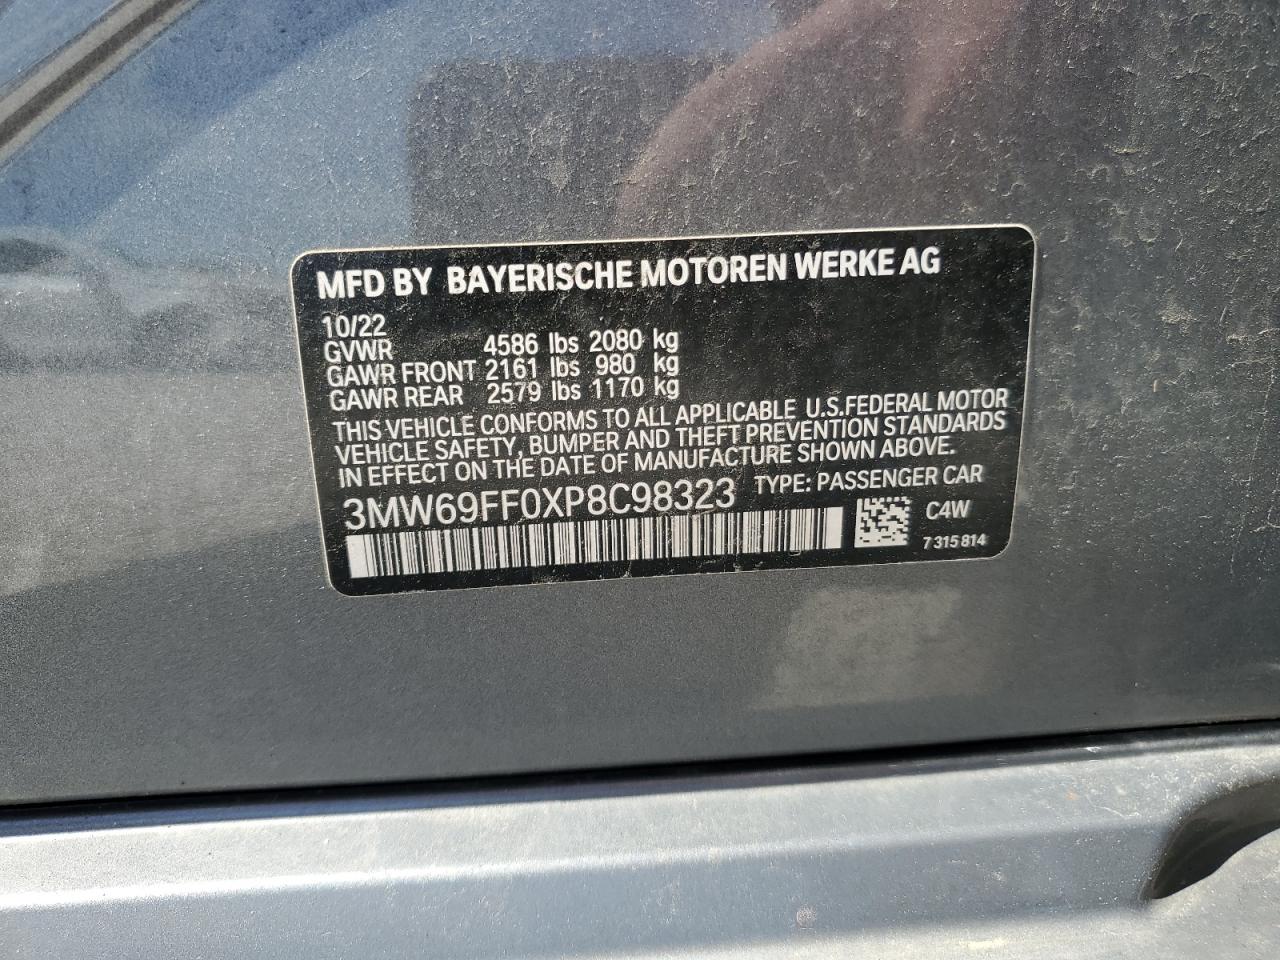 MFD BY BAYERISCHE MOTOREN WERKE AG
10/22
GVWR 4586 lbs 2080 kg
GAWR FRONT 2161 lbs 980 kg
GAWR REAR 2579 lbs 1170 kg
THIS VEHICLE CONFORMS TO ALL APPLICABLE U.S.FEDERAL MOTOR
VEHICLE SAFETY, BUMPER AND THEFT PREVENTION STANDARDS
IN EFFECT ON THE DATE OF MANUFACTURE SHOWN ABOVE.
3MW69FF0XP8C98323 TYPE: PASSENGER CAR
C4W
7 315 814